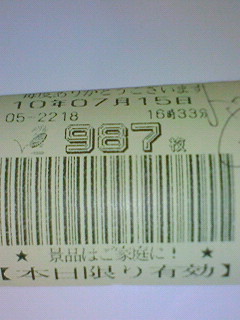 毎度ありがとうございます
10年07月15日
05-2218 16時33分
987枚
★ 景品はご家庭に! ★
【本日限り有効】